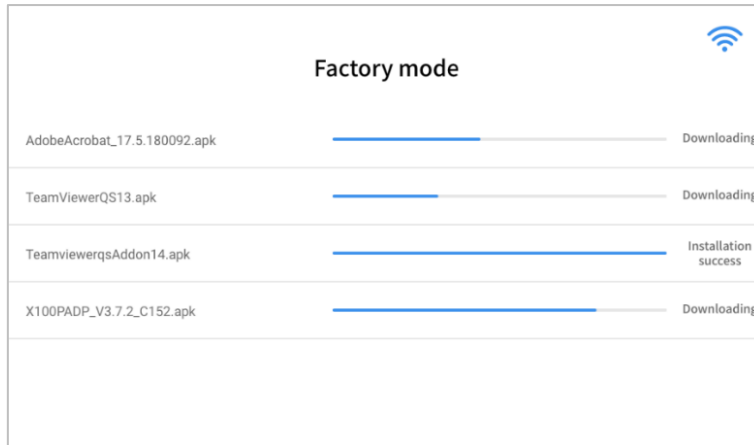 Factory mode
AdobeAcrobat_17.5.180092.apk
Downloading
TeamViewerQS13.apk
Downloading
TeamviewerqsAddon14.apk
Installation
success
X100PADP_V3.7.2_C152.apk
Downloading